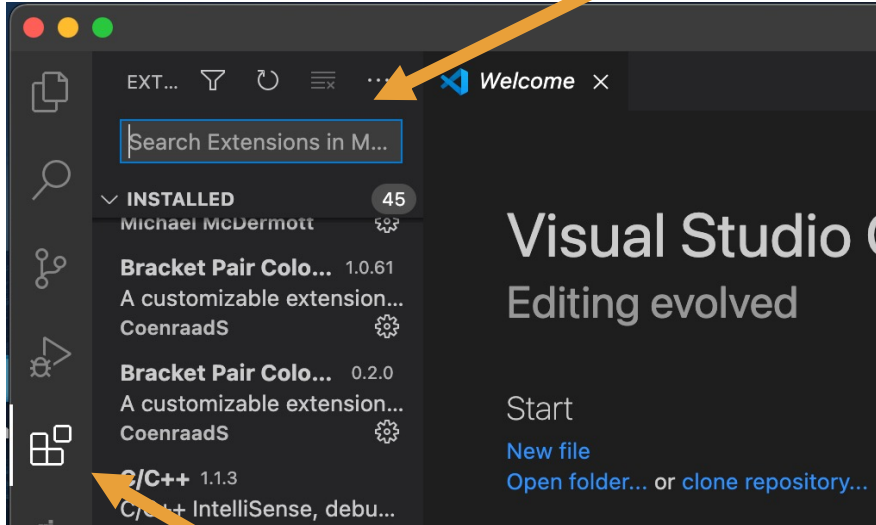 EXT...
Welcome
Search Extensions in M...
INSTALLED 45
Michael McDermott
Bracket Pair Colo... 1.0.61
A customizable extension...
CoenraadS
Bracket Pair Colo... 0.2.0
A customizable extension...
CoenraadS
C/C++ 1.1.3
C/C++ IntelliSense, debu...
Visual Studio C
Editing evolved
Start
New file
Open folder... or clone repository...